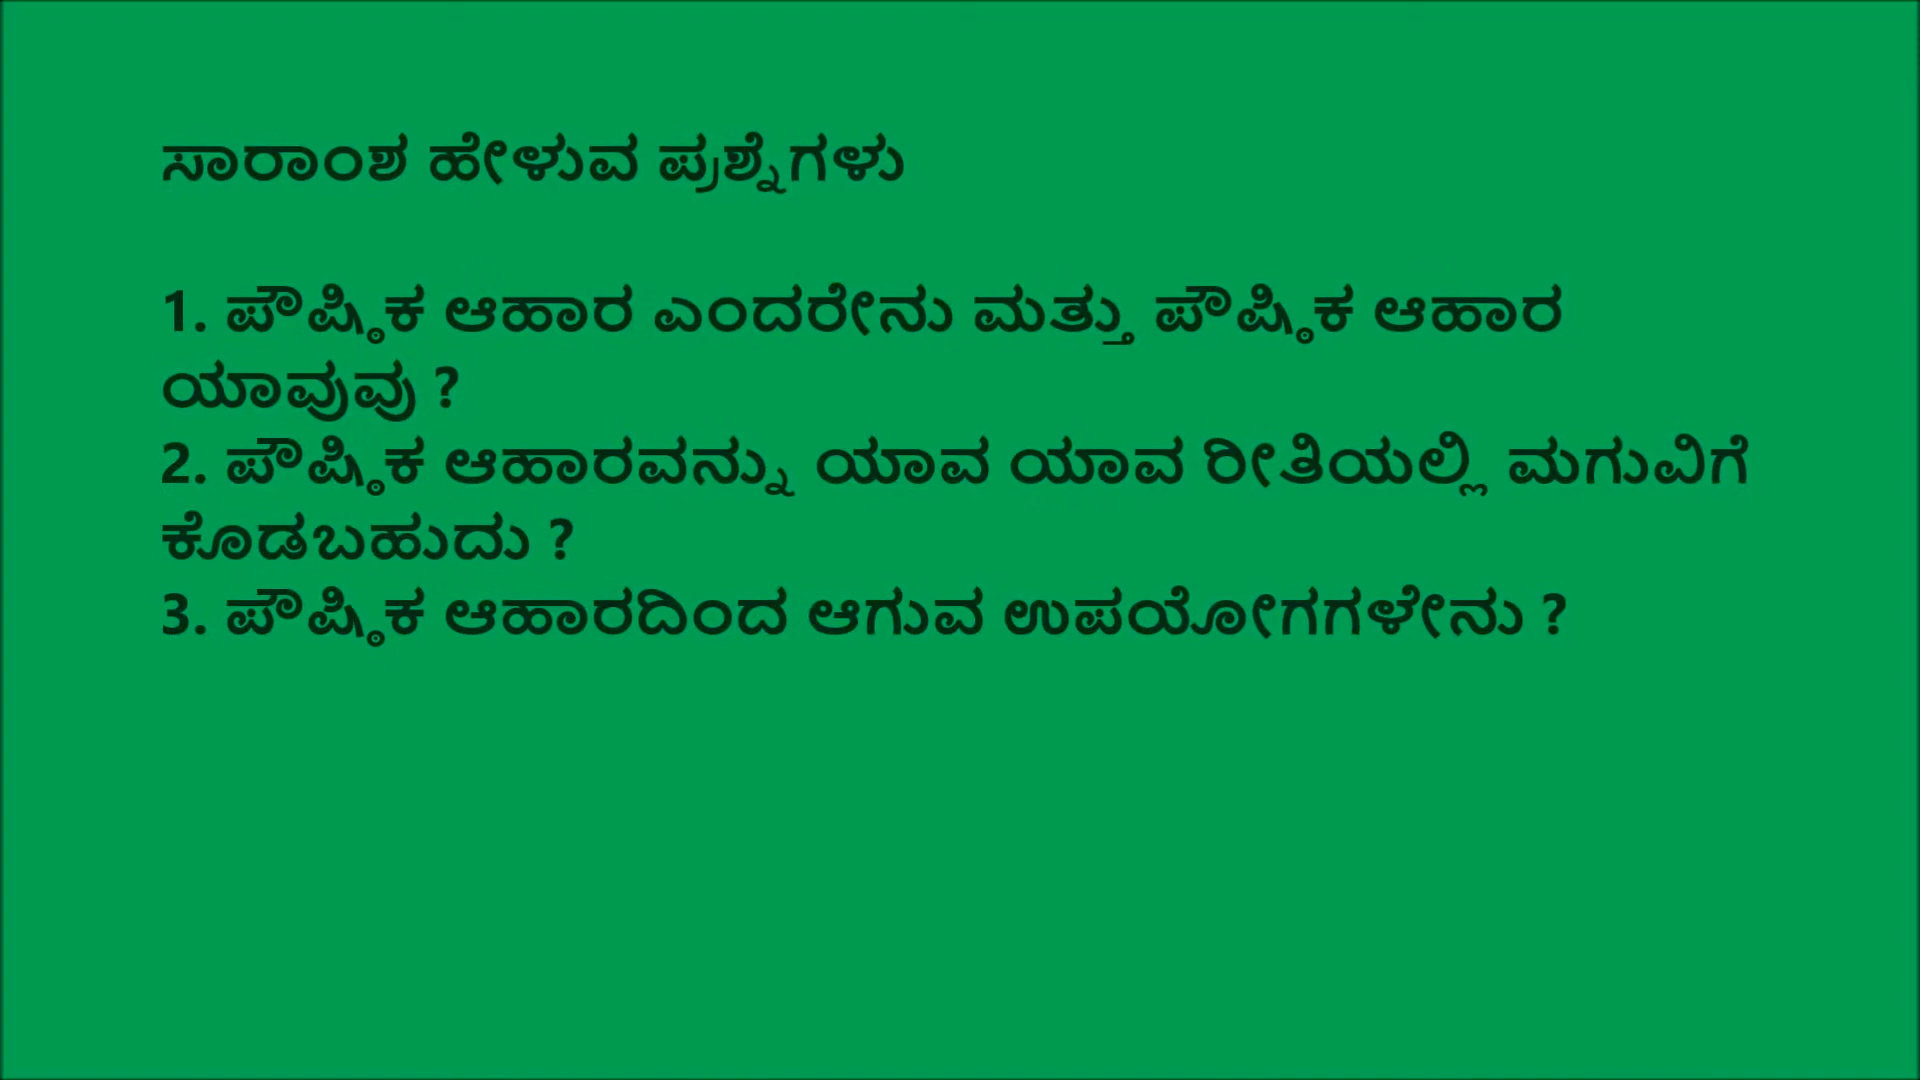 ಸಾರಾಂಶ ಹೇಳುವ ಪ್ರಶ್ನೆಗಳು
1. ಪೌಷ್ಠಿಕ ಆಹಾರ ಎಂದರೇನು ಮತ್ತು ಪೌಷ್ಠಿಕ ಆಹಾರ
ಯಾವುವು ?
2. ಪೌಷ್ಠಿಕ ಆಹಾರವನ್ನು ಯಾವ ಯಾವ ರೀತಿಯಲ್ಲಿ ಮಗುವಿಗೆ
ಕೊಡಬಹುದು ?
3. ಪೌಷ್ಠಿಕ ಆಹಾರದಿಂದ ಆಗುವ ಉಪಯೋಗಗಳೇನು ?